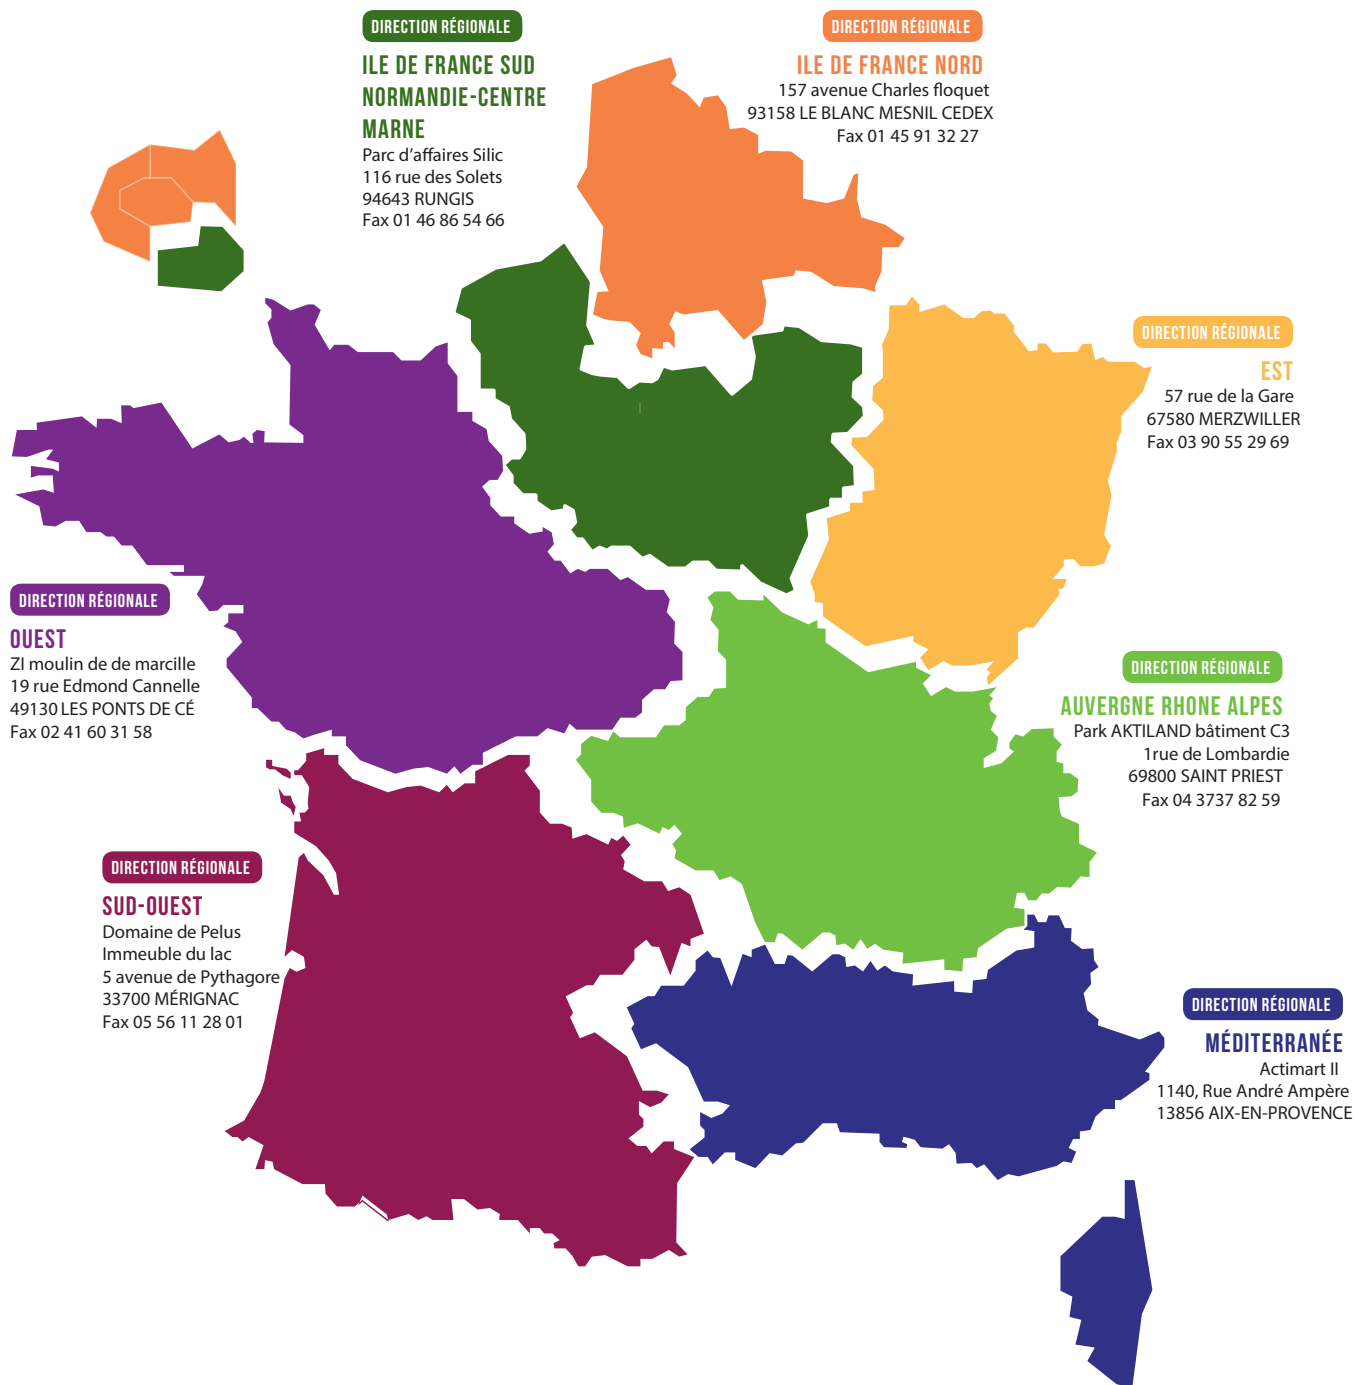 DIRECTION RÉGIONALE
ILE DE FRANCE SUD
NORMANDIE-CENTRE
MARNE
Parc d’affaires Silic
116 rue des Solets
94643 RUNGIS
Fax 01 46 86 54 66
DIRECTION RÉGIONALE
ILE DE FRANCE NORD
157 avenue Charles floquet
93158 LE BLANC MESNIL CEDEX
Fax 01 45 91 32 27
DIRECTION RÉGIONALE
EST
57 rue de la Gare
67580 MERZWILLER
Fax 03 90 55 29 69
DIRECTION RÉGIONALE
OUEST
ZI moulin de de marcille
19 rue Edmond Cannelle
49130 LES PONTS DE CÉ
Fax 02 41 60 31 58
DIRECTION RÉGIONALE
AUVERGNE RHONE ALPES
Park AKTILAND bâtiment C3
1rue de Lombardie
69800 SAINT PRIEST
Fax 04 3737 82 59
DIRECTION RÉGIONALE
SUD-OUEST
Domaine de Pelus
Immeuble du lac
5 avenue de Pythagore
33700 MÉRIGNAC
Fax 05 56 11 28 01
DIRECTION RÉGIONALE
MÉDITERRANÉE
Actimart II
1140, Rue André Ampère
13856 AIX-EN-PROVENCE